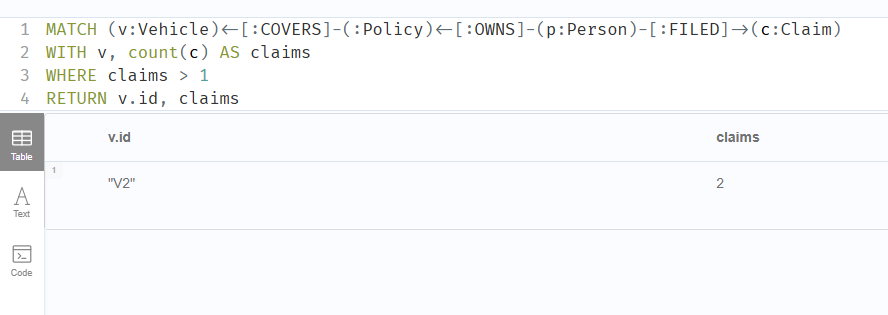 1 MATCH (v:Vehicle)<-[:COVERS]-(:Policy)<-[:OWNS]-(p:Person)-[:FILED]->(c:Claim)
2 WITH v, count(c) AS claims
3 WHERE claims > 1
4 RETURN v.id, claims
v.id claims
Table
1 "V2" 2
A
Text
>_
Code